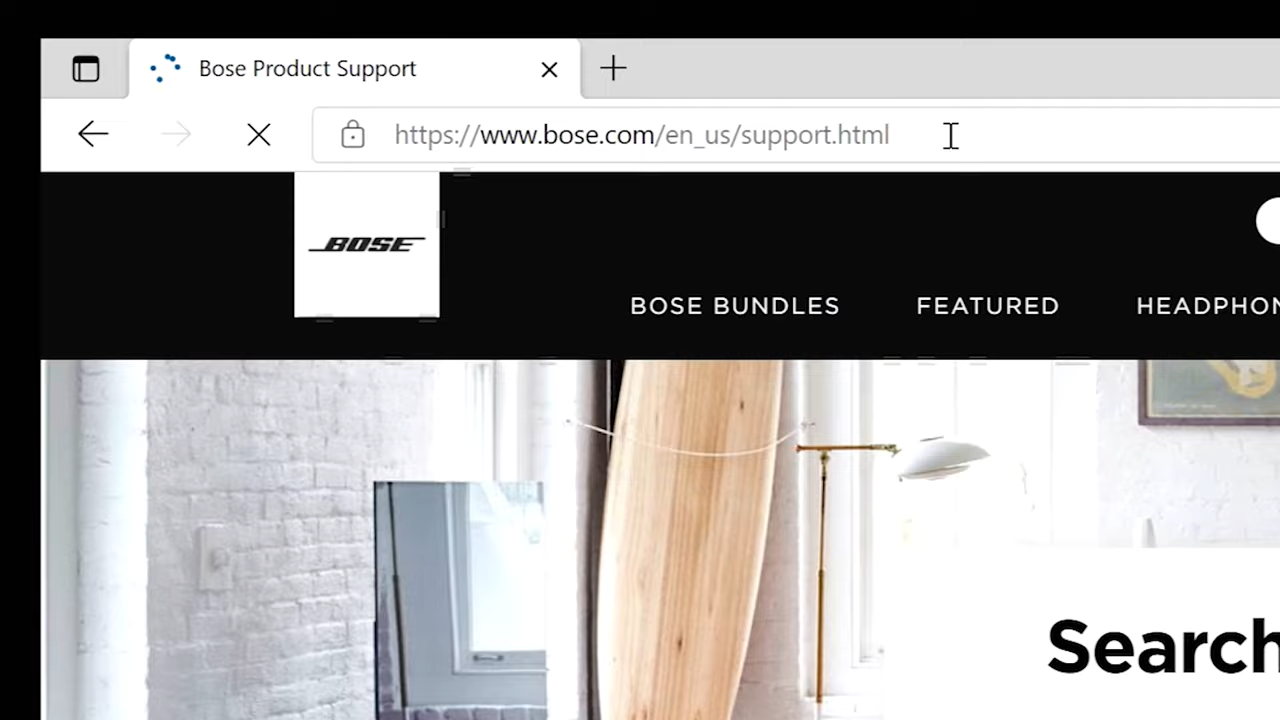 Bose Product Support
https://www.bose.com/en_us/support.html
BOSE
BOSE BUNDLES FEATURED HEADPHON
Search